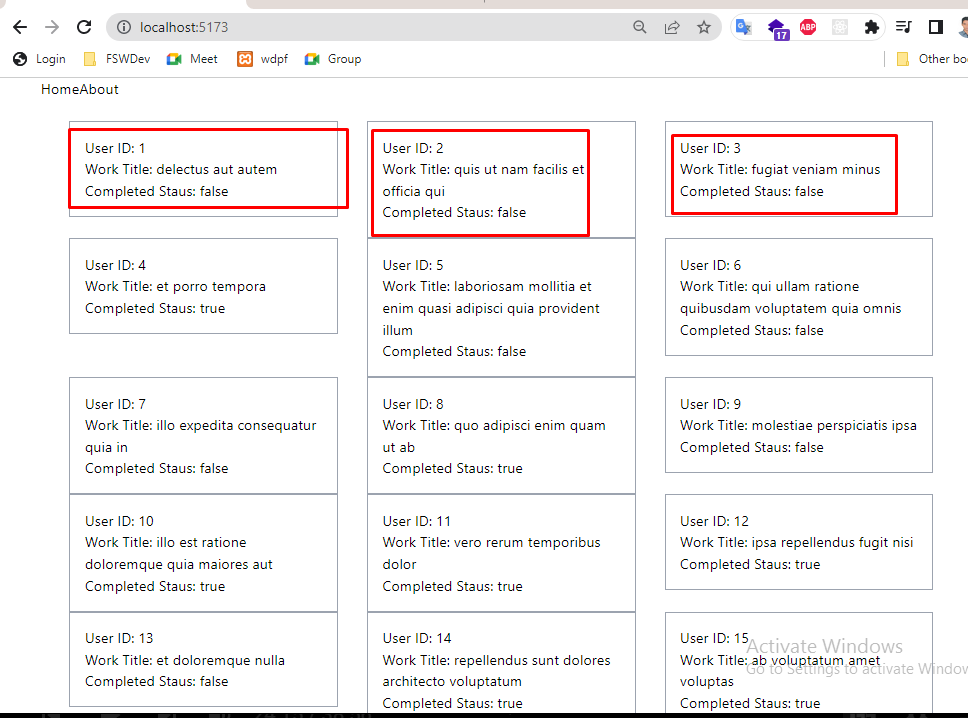 localhost:5173
17
ABP
Login
FSWDev
Meet
wdpf
Group
Other boo
HomeAbout
User ID: 1
Work Title: delectus aut autem
Completed Staus: false
User ID: 2
Work Title: quis ut nam facilis et
officia qui
Completed Staus: false
User ID: 3
Work Title: fugiat veniam minus
Completed Staus: false
User ID: 4
Work Title: et porro tempora
Completed Staus: true
User ID: 5
Work Title: laboriosam mollitia et
enim quasi adipisci quia provident
illum
Completed Staus: false
User ID: 6
Work Title: qui ullam ratione
quibusdam voluptatem quia omnis
Completed Staus: false
User ID: 7
Work Title: illo expedita consequatur
quia in
Completed Staus: false
User ID: 8
Work Title: quo adipisci enim quam
ut ab
Completed Staus: true
User ID: 9
Work Title: molestiae perspiciatis ipsa
Completed Staus: false
User ID: 10
Work Title: illo est ratione
doloremque quia maiores aut
Completed Staus: true
User ID: 11
Work Title: vero rerum temporibus
dolor
Completed Staus: true
User ID: 12
Work Title: ipsa repellendus fugit nisi
Completed Staus: true
User ID: 13
Work Title: et doloremque nulla
Completed Staus: false
User ID: 14
Work Title: repellendus sunt dolores
architecto voluptatum
Completed Staus: true
User ID: 15
Work Title: ab voluptatum amet
voluptas
Completed Staus: true
Activate Windows
Go to Settings to activate Window